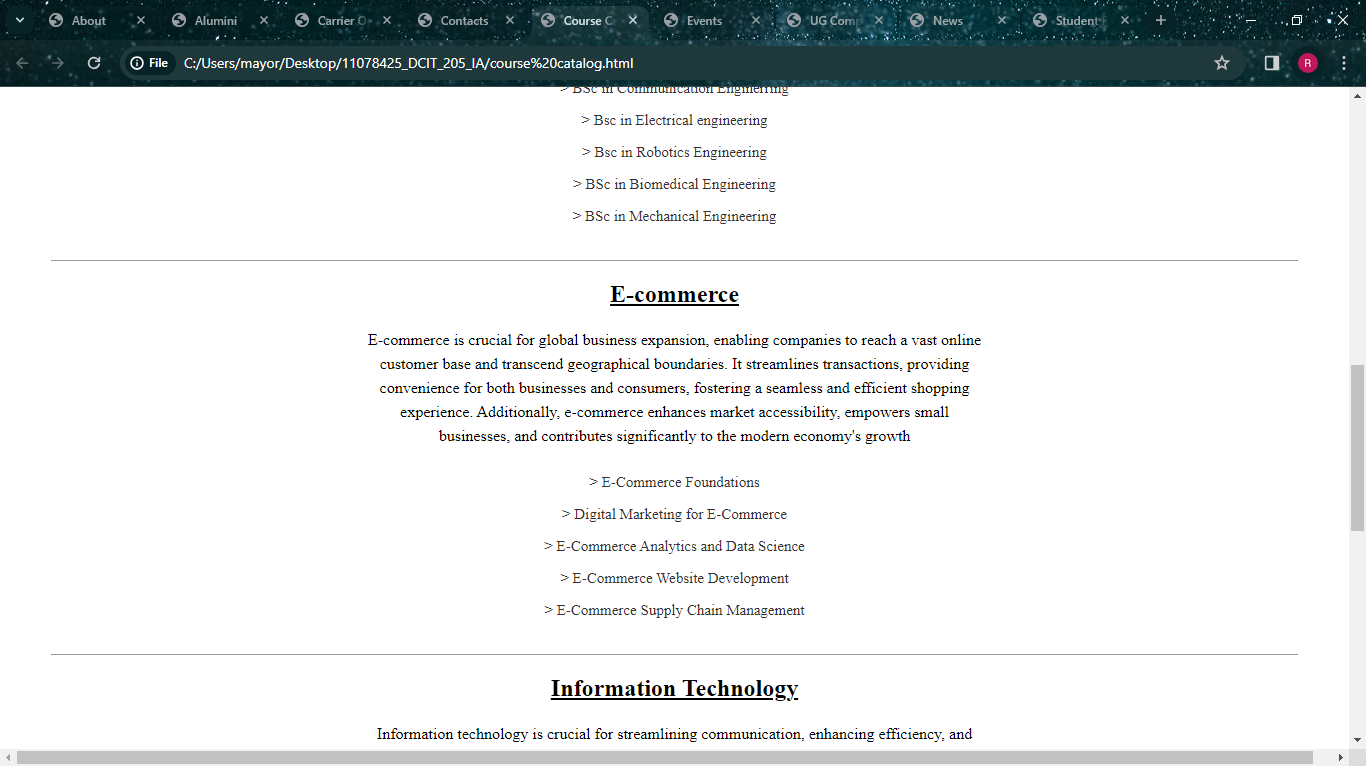 About
Alumini
Carrier O
Contacts
Course C
Events
UG Com
News
Student
File
C:/Users/mayor/Desktop/11078425_DCIT_205_IA/course%20catalog.html
R
> BSc in Communication Enginerring
> Bsc in Electrical engineering
> Bsc in Robotics Engineering
> BSc in Biomedical Engineering
> BSc in Mechanical Engineering
E-commerce
E-commerce is crucial for global business expansion, enabling companies to reach a vast online
customer base and transcend geographical boundaries. It streamlines transactions, providing
convenience for both businesses and consumers, fostering a seamless and efficient shopping
experience. Additionally, e-commerce enhances market accessibility, empowers small
businesses, and contributes significantly to the modern economy's growth
> E-Commerce Foundations
> Digital Marketing for E-Commerce
> E-Commerce Analytics and Data Science
> E-Commerce Website Development
> E-Commerce Supply Chain Management
Information Technology
Information technology is crucial for streamlining communication, enhancing efficiency, and